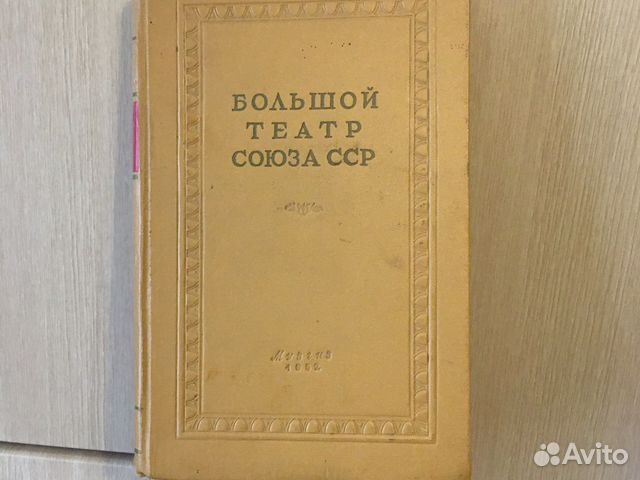 БОЛЬШОЙ
ТЕАТР
СОЮЗА ССР
Музгиз
1952
Avito